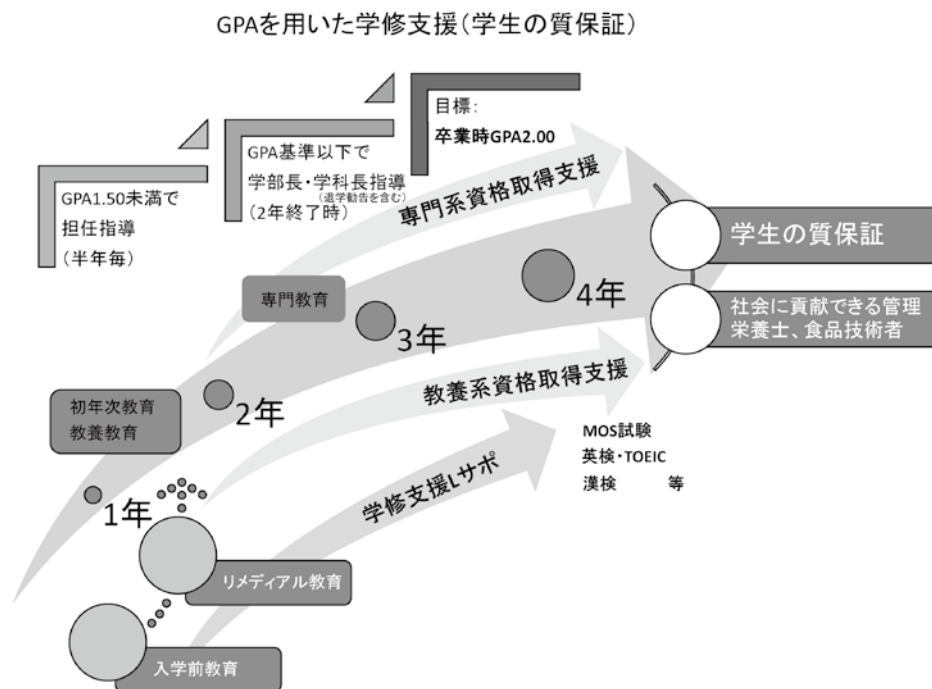 GPAを用いた学修支援(学生の質保証)
目標:
卒業時GPA2.00
GPA基準以下で
学部長・学科長指導
(退学勧告を含む)
(2年終了時)
GPA1.50未満で
担任指導
(半年毎)
専門系資格取得支援
学生の質保証
4年
専門教育
社会に貢献できる管理
栄養士、食品技術者
3年
教養系資格取得支援
初年次教育
教養教育
2年
MOS試験
英検・TOEIC
漢検 等
学修支援Lサポ
1年
リメディアル教育
入学前教育